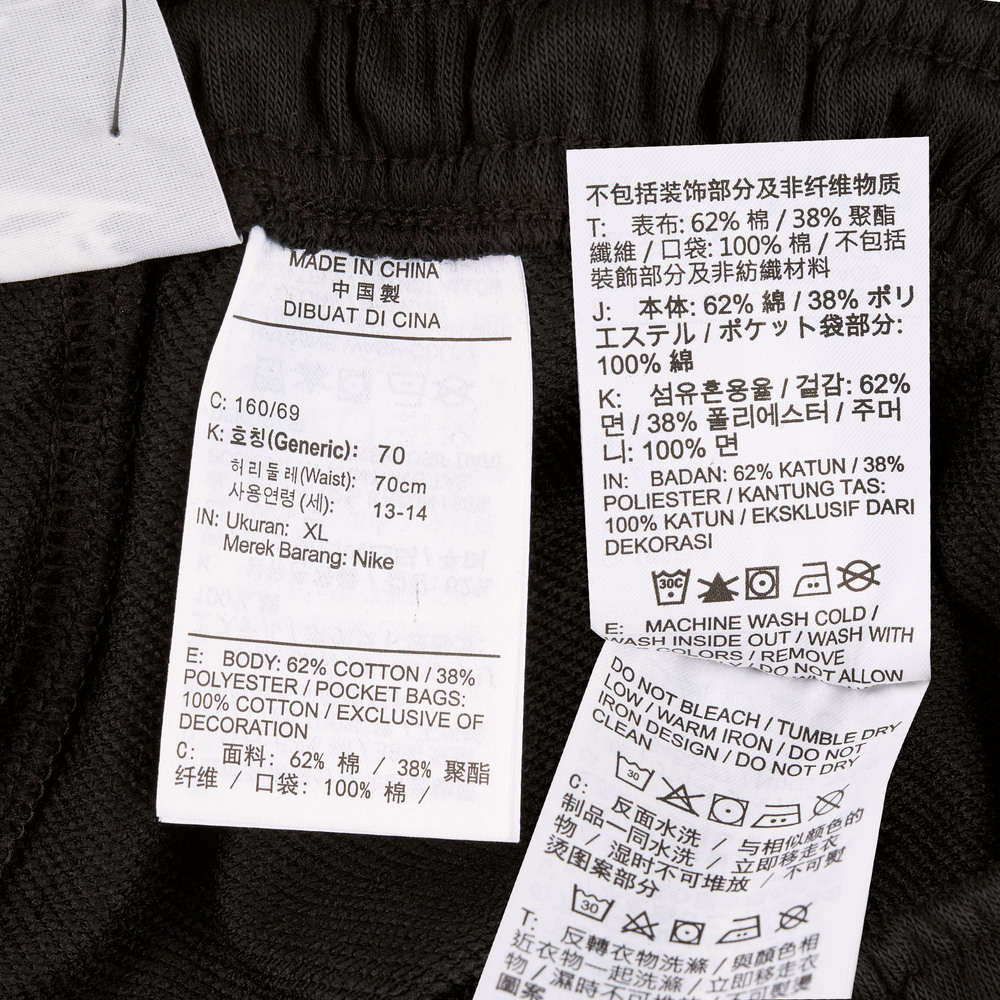 MADE IN CHINA
中国製
DIBUAT DI CINA
C: 160/69
K: 호칭(Generic): 70
허리둘레(Waist): 70cm
사용연령(세): 13-14
IN: Ukuran: XL
Merek Barang: Nike
E: BODY: 62% COTTON / 38%
POLYESTER / POCKET BAGS:
100% COTTON / EXCLUSIVE OF
DECORATION
C: 面料: 62% 棉 / 38% 聚酯
纤维 / 口袋: 100% 棉 /
不包括装饰部分及非纤维物质
T: 表布: 62% 棉 / 38% 聚酯
纖維 / 口袋: 100% 棉 / 不包括
裝飾部分及非紡織材料
J: 本体: 62% 綿 / 38% ポリ
エステル / ポケット袋部分:
100% 綿
K: 섬유혼용율 / 겉감: 62%
면 / 38% 폴리에스터 / 주머
니: 100% 면
IN: BADAN: 62% KATUN / 38%
POLIESTER / KANTUNG TAS:
100% KATUN / EKSKLUSIF DARI
DEKORASI
30C
E: MACHINE WASH COLD /
WASH INSIDE OUT / WASH WITH
COLORS / REMOVE
/ DO NOT ALLOW
DO NOT BLEACH / TUMBLE DRY
LOW / WARM IRON / DO NOT
IRON DESIGN / DO NOT DRY
CLEAN
30
C: 反面水洗 / 与相似颜色的
制品一同水洗 / 立即移走衣
物 / 湿时不可堆放 / 不可熨
烫图案部分
30
T: 反轉衣物洗滌 / 與顏色相
近衣物一起洗滌 / 立即移走衣
物 / 濕時不可堆放 / 不可熨燙
圖案